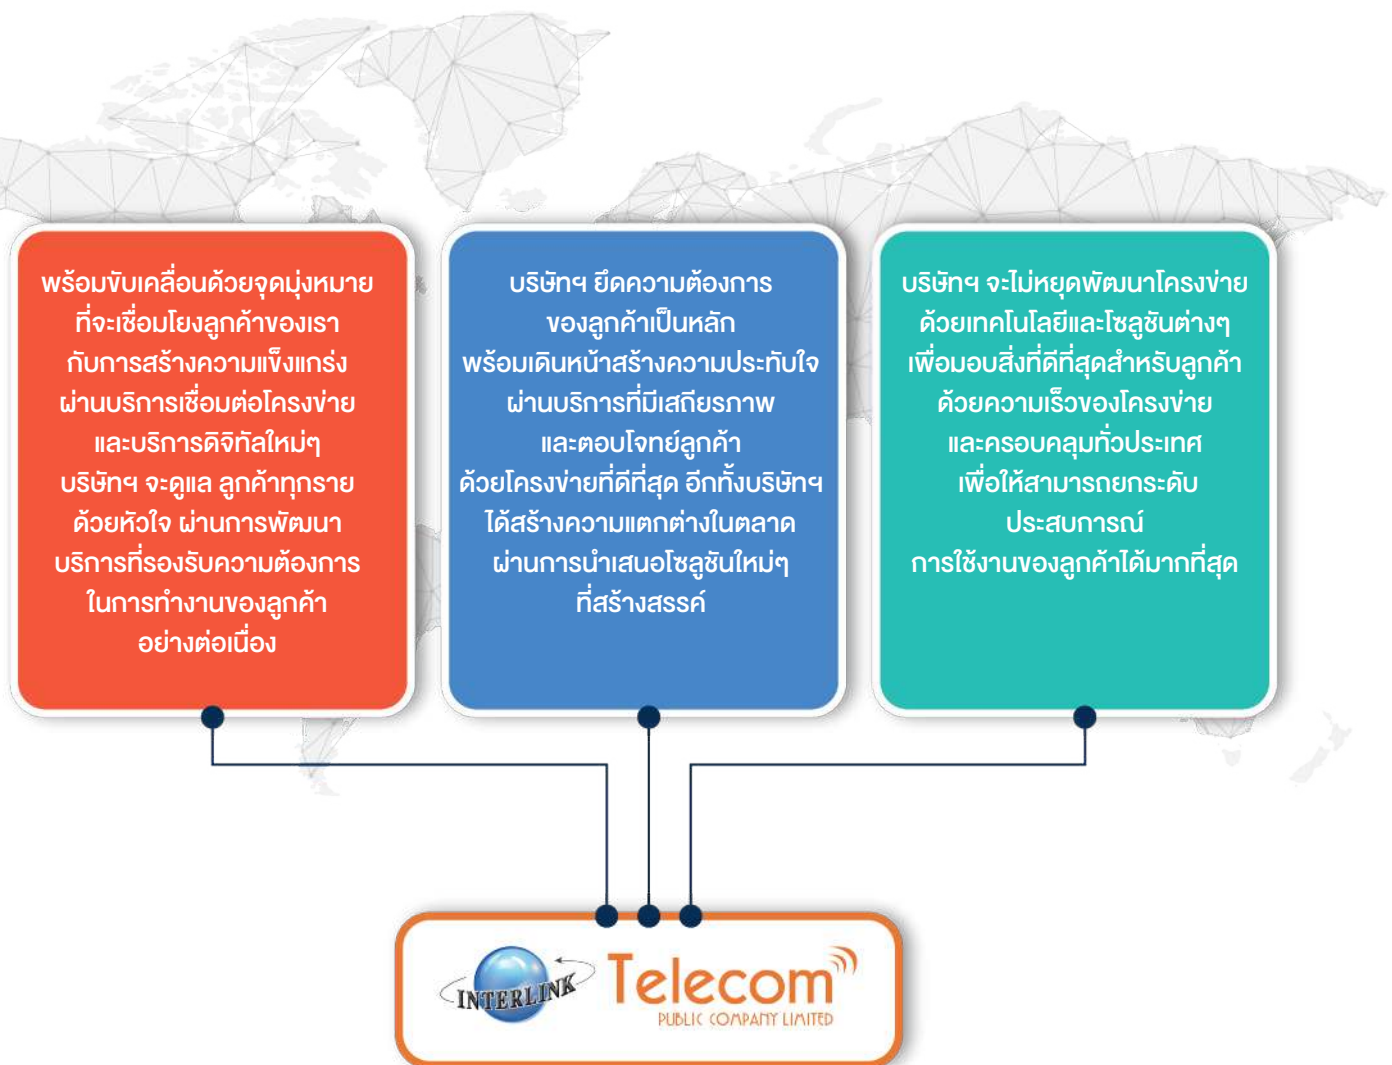 พร้อมขับเคลื่อนด้วยจุดมุ่งหมาย
ที่จะเชื่อมโยงลูกค้าของเรา
กับการสร้างความแข็งแกร่ง
ผ่านบริการเชื่อมต่อโครงข่าย
และบริการดิจิทัลใหม่ๆ
บริษัทฯ จะดูแล ลูกค้าทุกราย
ด้วยหัวใจ ผ่านการพัฒนา
บริการที่รองรับความต้องการ
ในการทำงานของลูกค้า
อย่างต่อเนื่อง
บริษัทฯ ยึดความต้องการ
ของลูกค้าเป็นหลัก
พร้อมเดินหน้าสร้างความประทับใจ
ผ่านบริการที่มีเสถียรภาพ
และตอบโจทย์ลูกค้า
ด้วยโครงข่ายที่ดีที่สุด อีกทั้งบริษัทฯ
ได้สร้างความแตกต่างในตลาด
ผ่านการนำเสนอโซลูชันใหม่ๆ
ที่สร้างสรรค์
บริษัทฯ จะไม่หยุดพัฒนาโครงข่าย
ด้วยเทคโนโลยีและโซลูชันต่างๆ
เพื่อมอบสิ่งที่ดีที่สุดสำหรับลูกค้า
ด้วยความเร็วของโครงข่าย
และครอบคลุมทั่วประเทศ
เพื่อให้สามารถยกระดับ
ประสบการณ์
การใช้งานของลูกค้าได้มากที่สุด
INTERLINK Telecom
PUBLIC COMPANY LIMITED